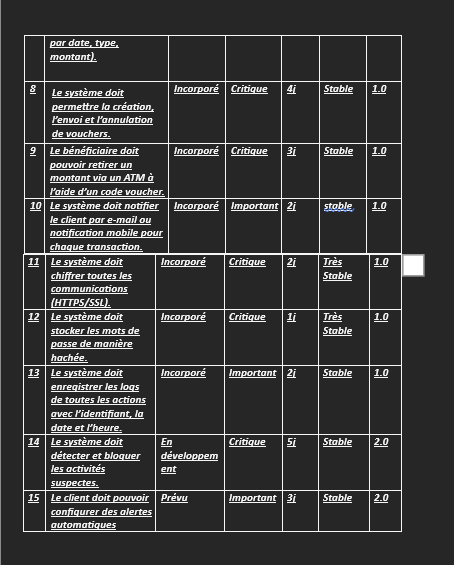 par date, type,
montant).
8 Le système doit Incorporé Critique 4j Stable 1.0
permettre la création,
l'envoi et l'annulation
de vouchers.
9 Le bénéficiaire doit Incorporé Critique 3j Stable 1.0
pouvoir retirer un
montant via un ATM à
l'aide d'un code voucher.
10 Le système doit notifier Incorporé Important 2j stable 1.0
le client par e-mail ou
notification mobile pour
chaque transaction.
11 Le système doit Incorporé Critique 2j Très 1.0
chiffrer toutes les Stable
communications
(HTTPS/SSL).
12 Le système doit Incorporé Critique 1j Très 1.0
stocker les mots de Stable
passe de manière
hachée.
13 Le système doit Incorporé Important 2j Stable 1.0
enregistrer les logs
de toutes les actions
avec l'identifiant, la
date et l'heure.
14 Le système doit En Critique 5j Stable 2.0
détecter et bloquer développem
les activités ent
suspectes.
15 Le client doit pouvoir Prévu Important 3j Stable 2.0
configurer des alertes
automatiques